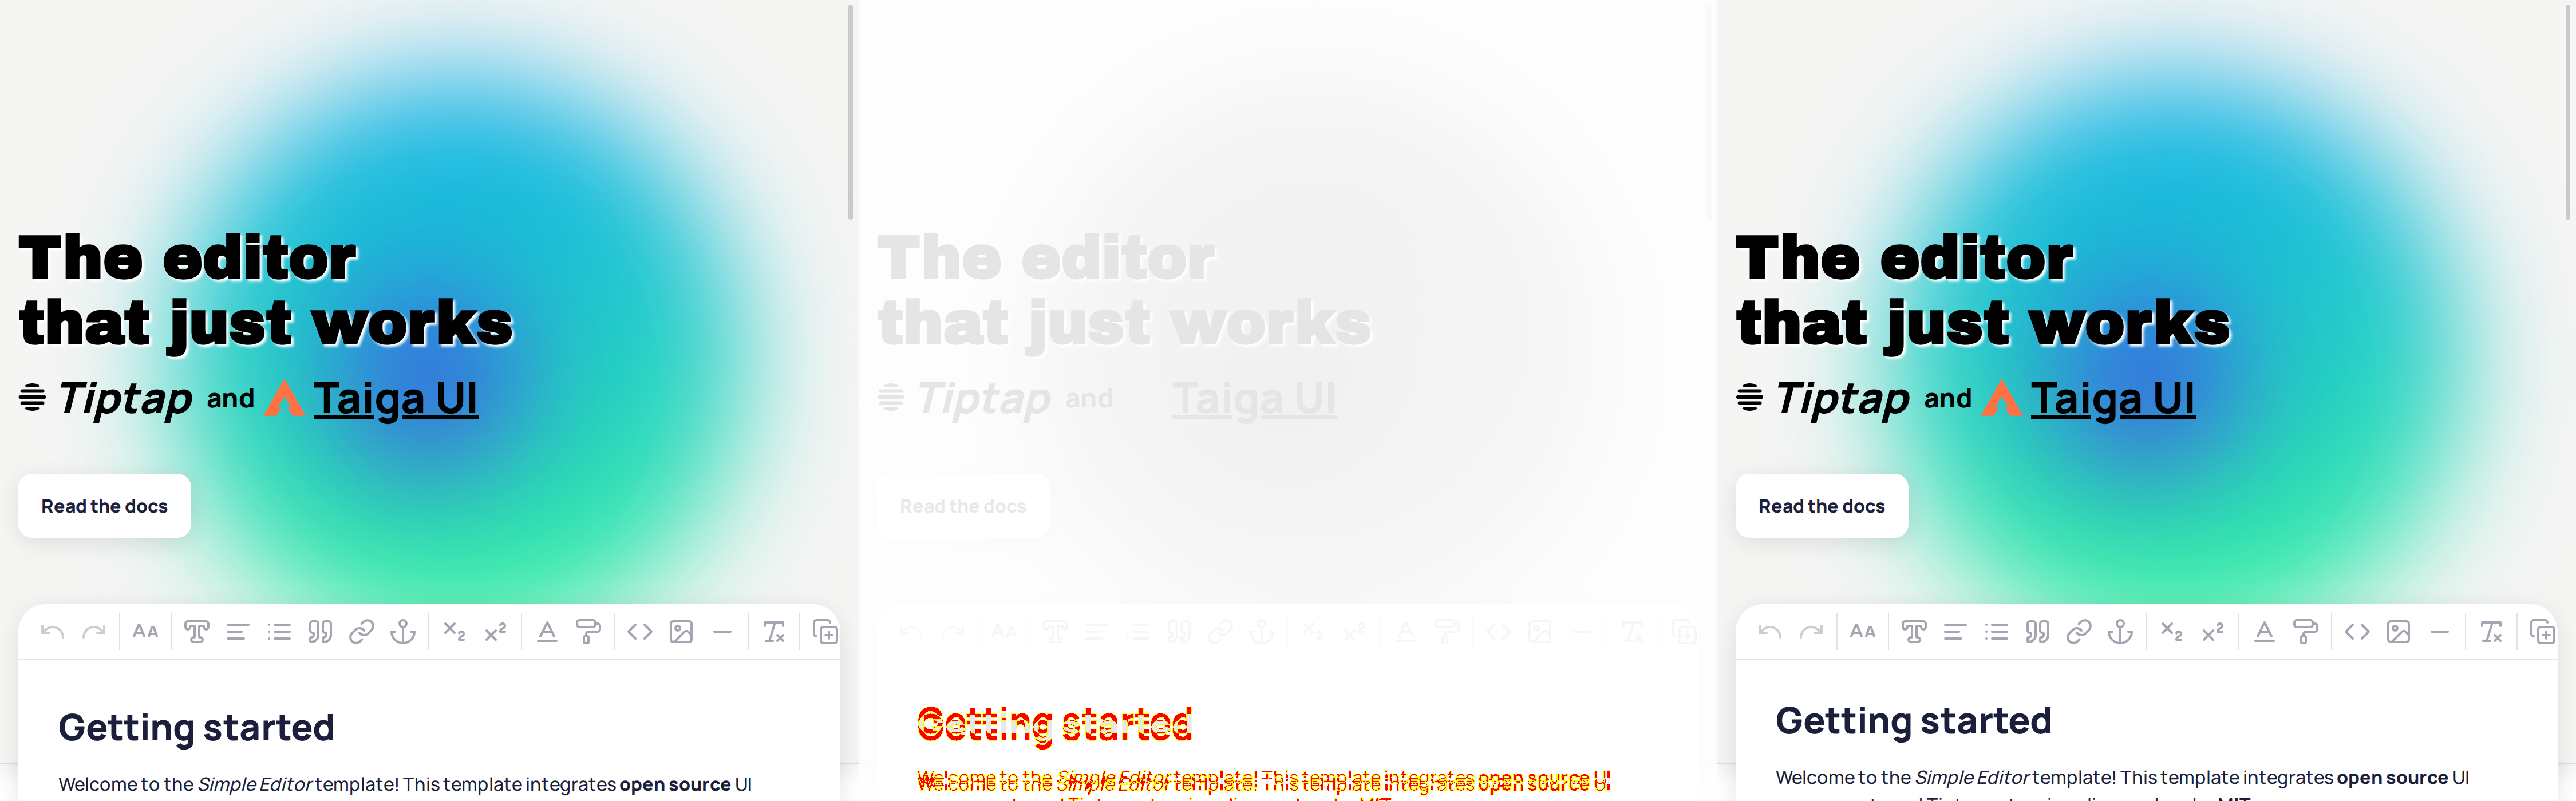 The editor
that just works
Tiptap and Taiga UI
Read the docs
Getting started
Welcome to the Simple Editor template! This template integrates open source UI
The editor
that just works
Tiptap and Taiga UI
Read the docs
Getting started
Welcome to the Simple Editor template! This template integrates open source UI
The editor
that just works
Tiptap and Taiga UI
Read the docs
Getting started
Welcome to the Simple Editor template! This template integrates open source UI